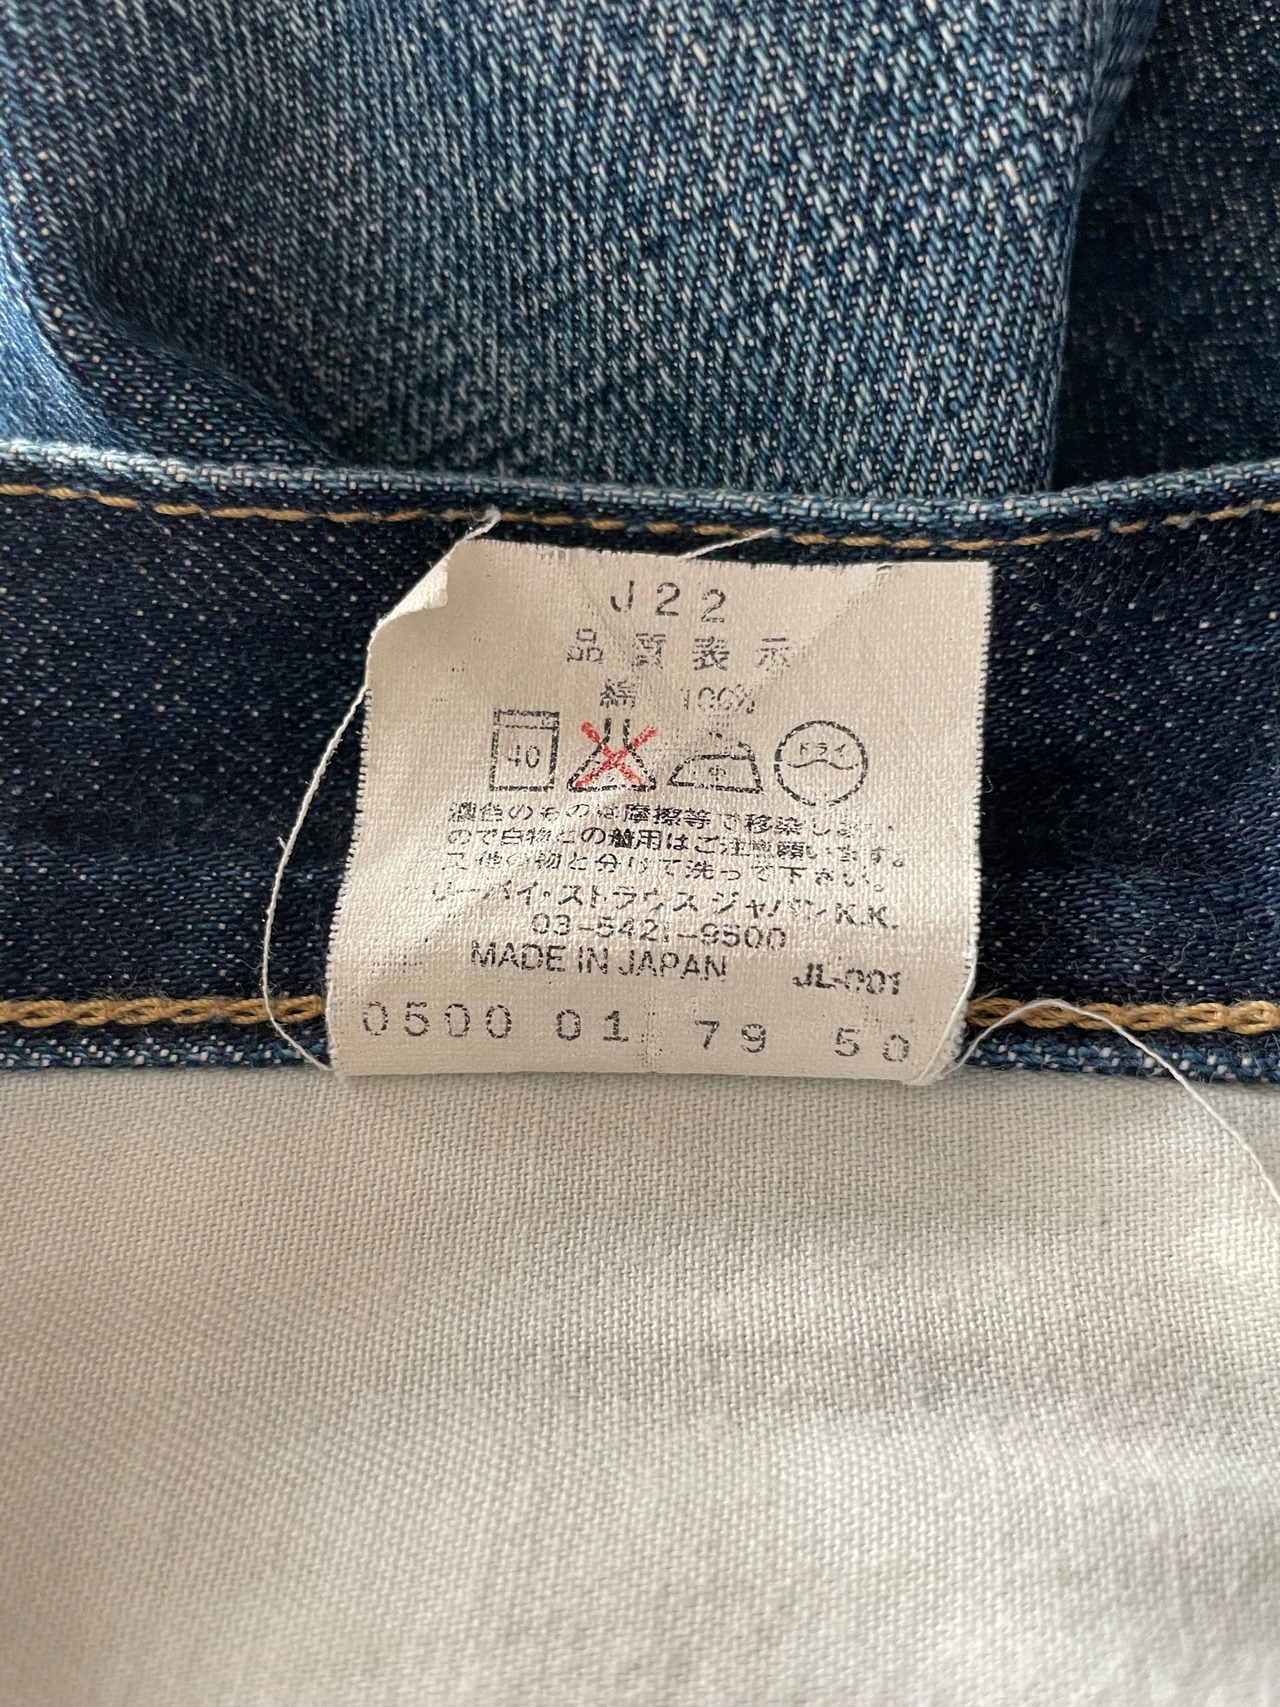 J22
品質表示
綿 100%
40 ドライ
濃色のものは摩擦等で移染します
ので白物との着用はご注意願います。
又他の物と分けて洗って下さい。
リーバイ・ストラウス ジャパンK.K.
03-5421-9500
MADE IN JAPAN JL-001
0500 01 79 50